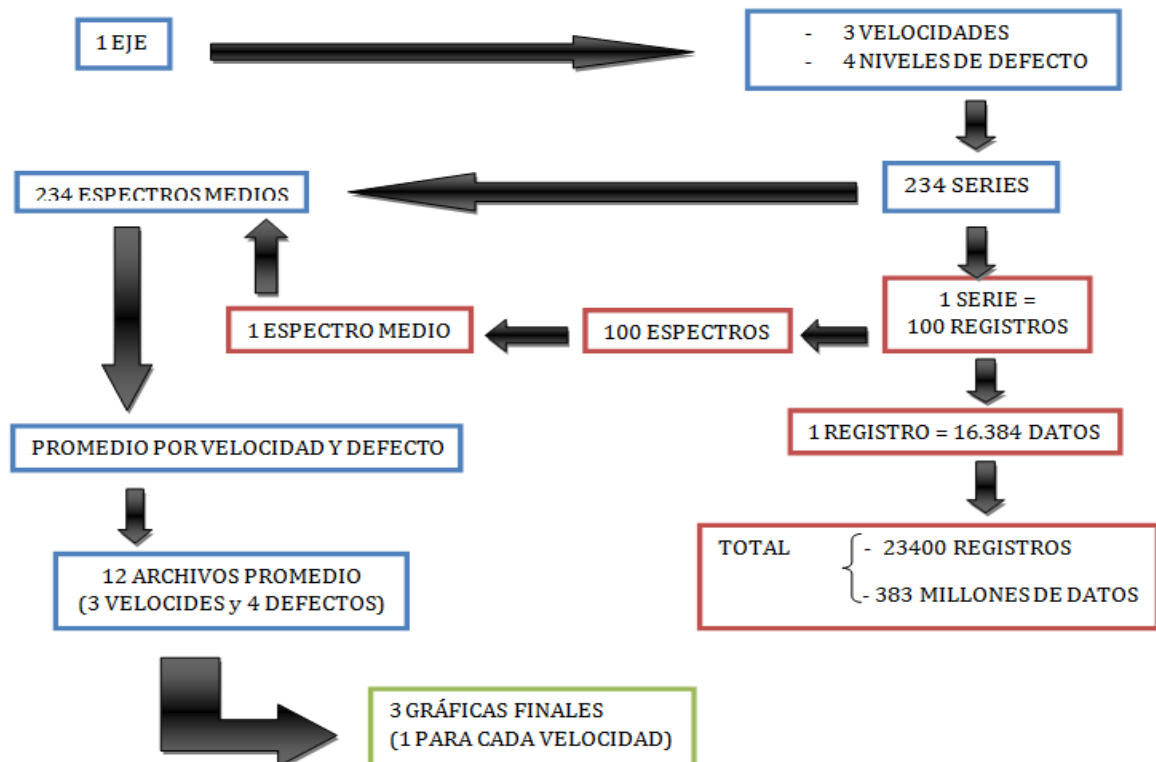 1 EJE
- 3 VELOCIDADES
- 4 NIVELES DE DEFECTO
234 ESPECTROS MEDIOS
234 SERIES
1 ESPECTRO MEDIO
100 ESPECTROS
1 SERIE =
100 REGISTROS
PROMEDIO POR VELOCIDAD Y DEFECTO
1 REGISTRO = 16.384 DATOS
12 ARCHIVOS PROMEDIO
(3 VELOCIDES y 4 DEFECTOS)
TOTAL
- 23400 REGISTROS
- 383 MILLONES DE DATOS
3 GRÁFICAS FINALES
(1 PARA CADA VELOCIDAD)